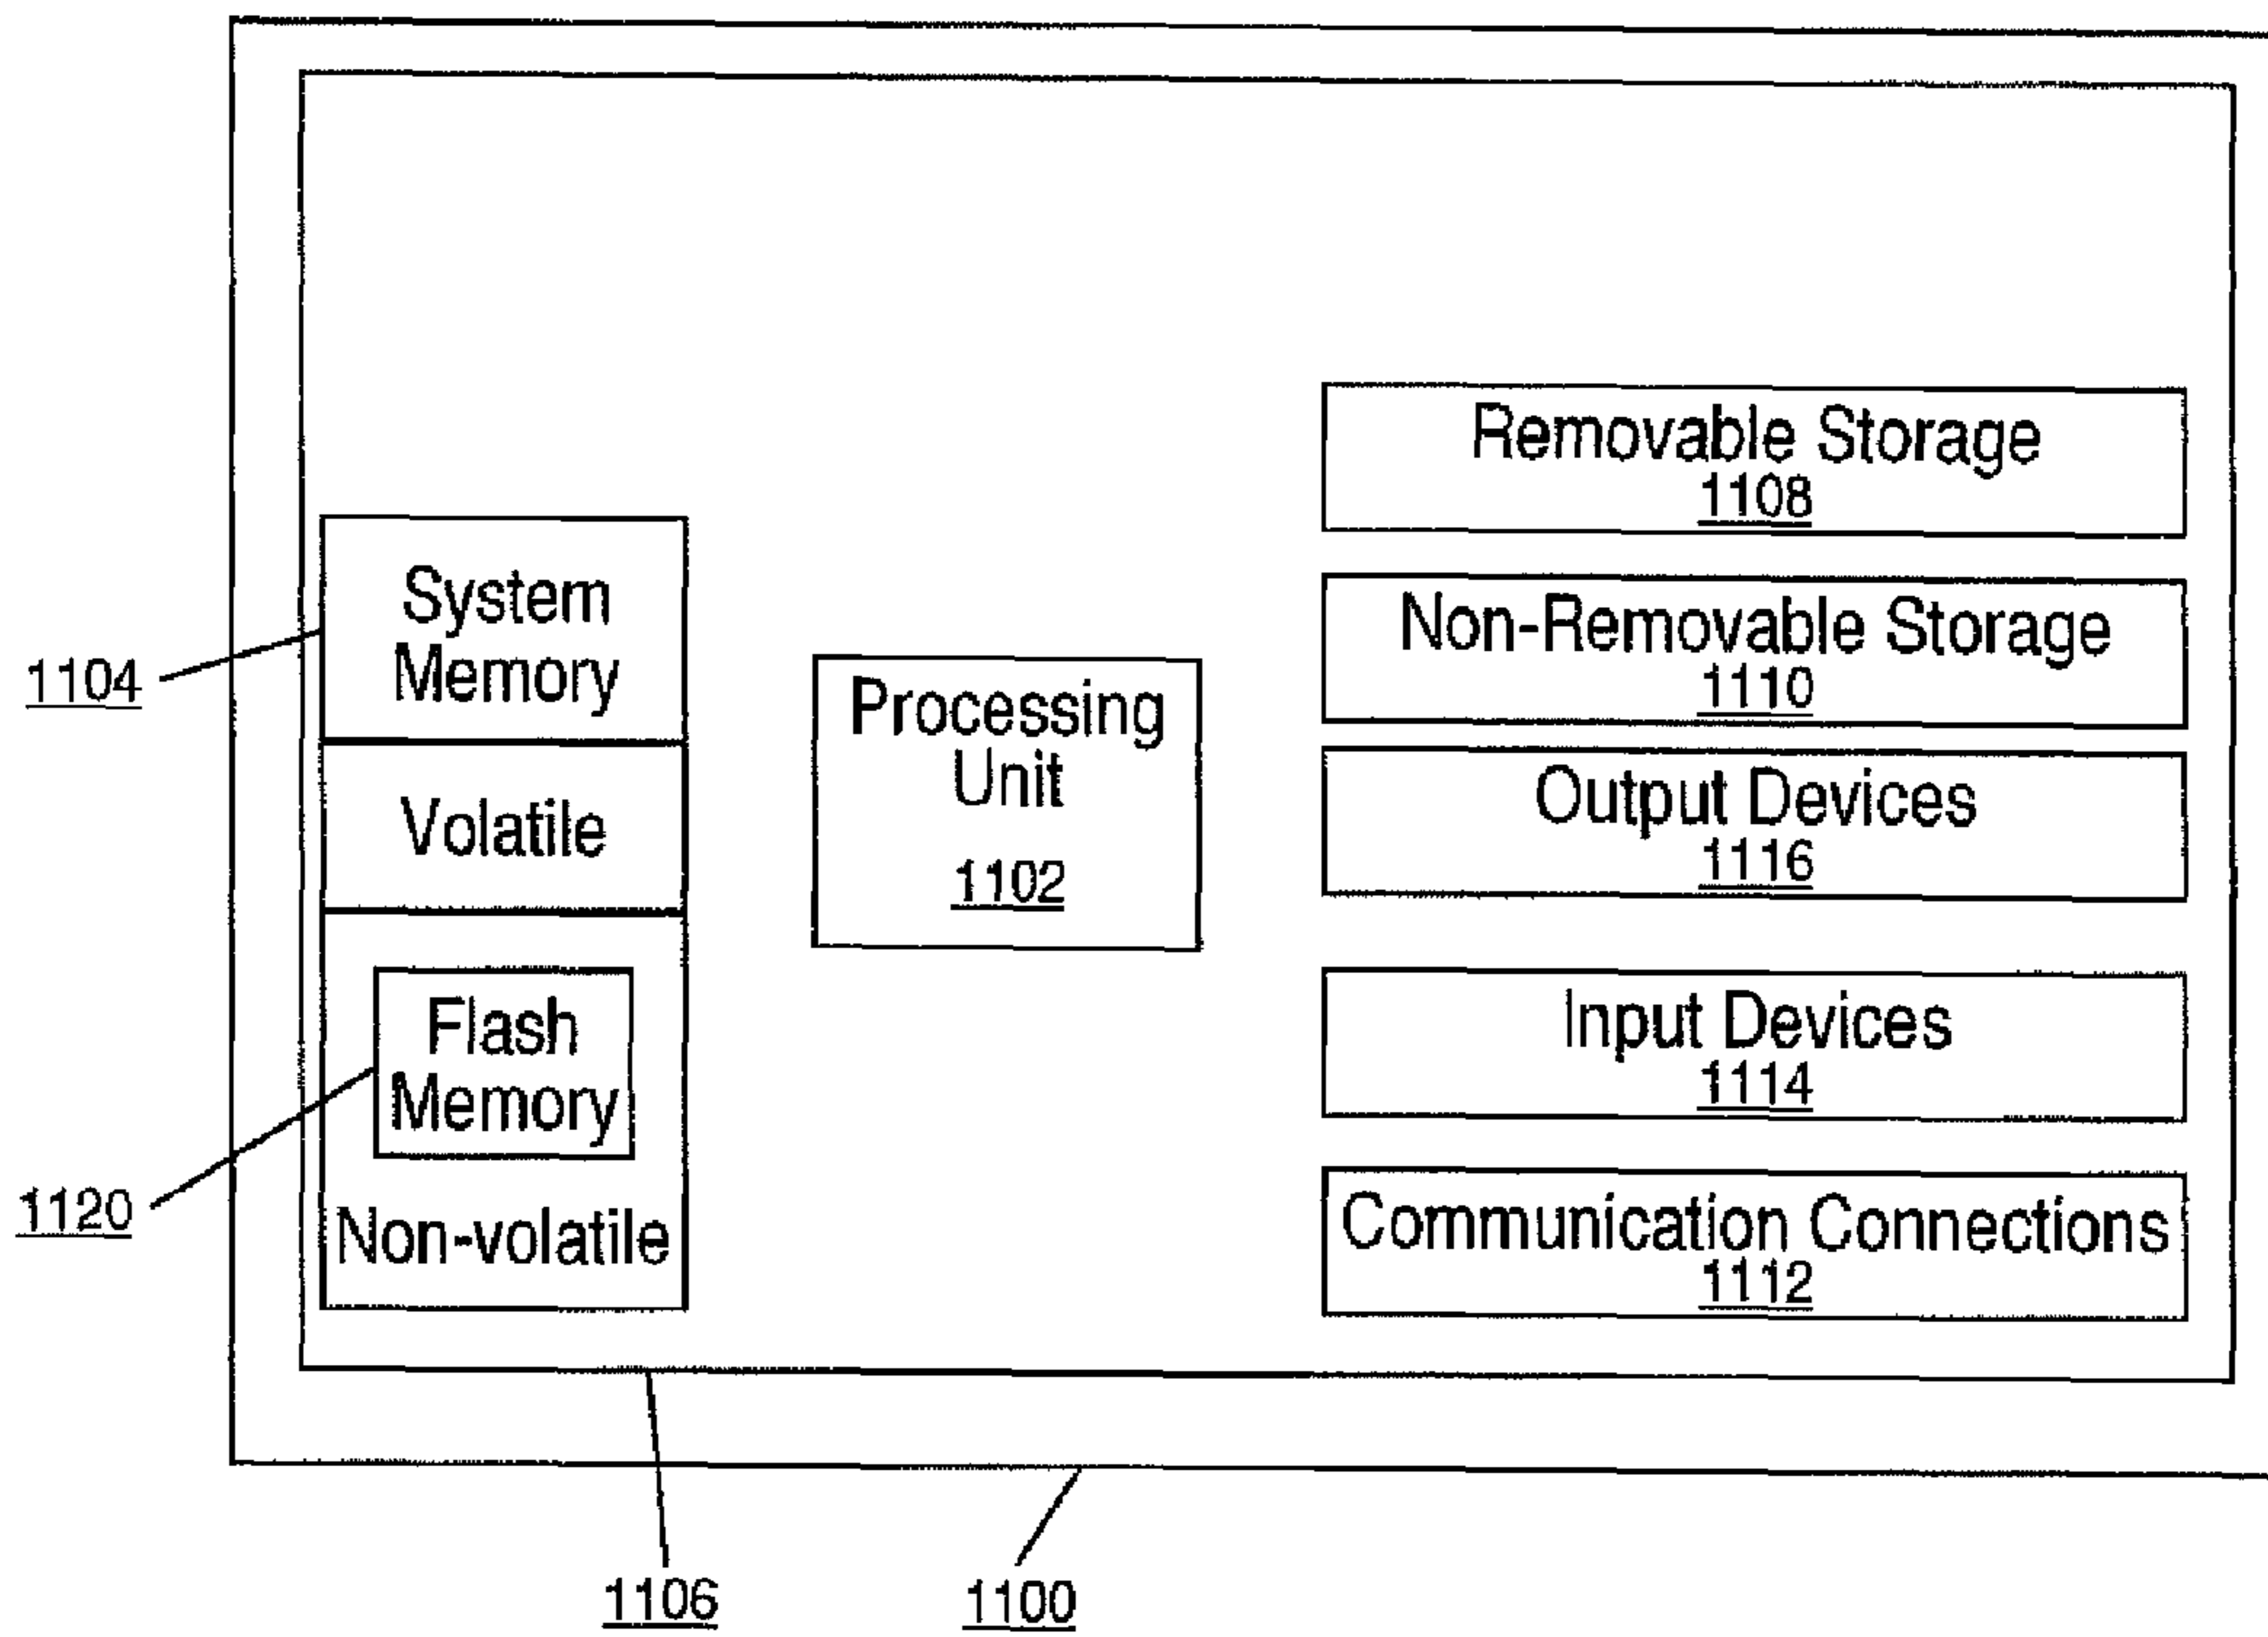 System
Memory
1104
Volatile
Flash
Memory
1120
Non-volatile
Processing
Unit
1102
Removable Storage
1108
Non-Removable Storage
1110
Output Devices
1116
Input Devices
1114
Communication Connections
1112
1106
1100